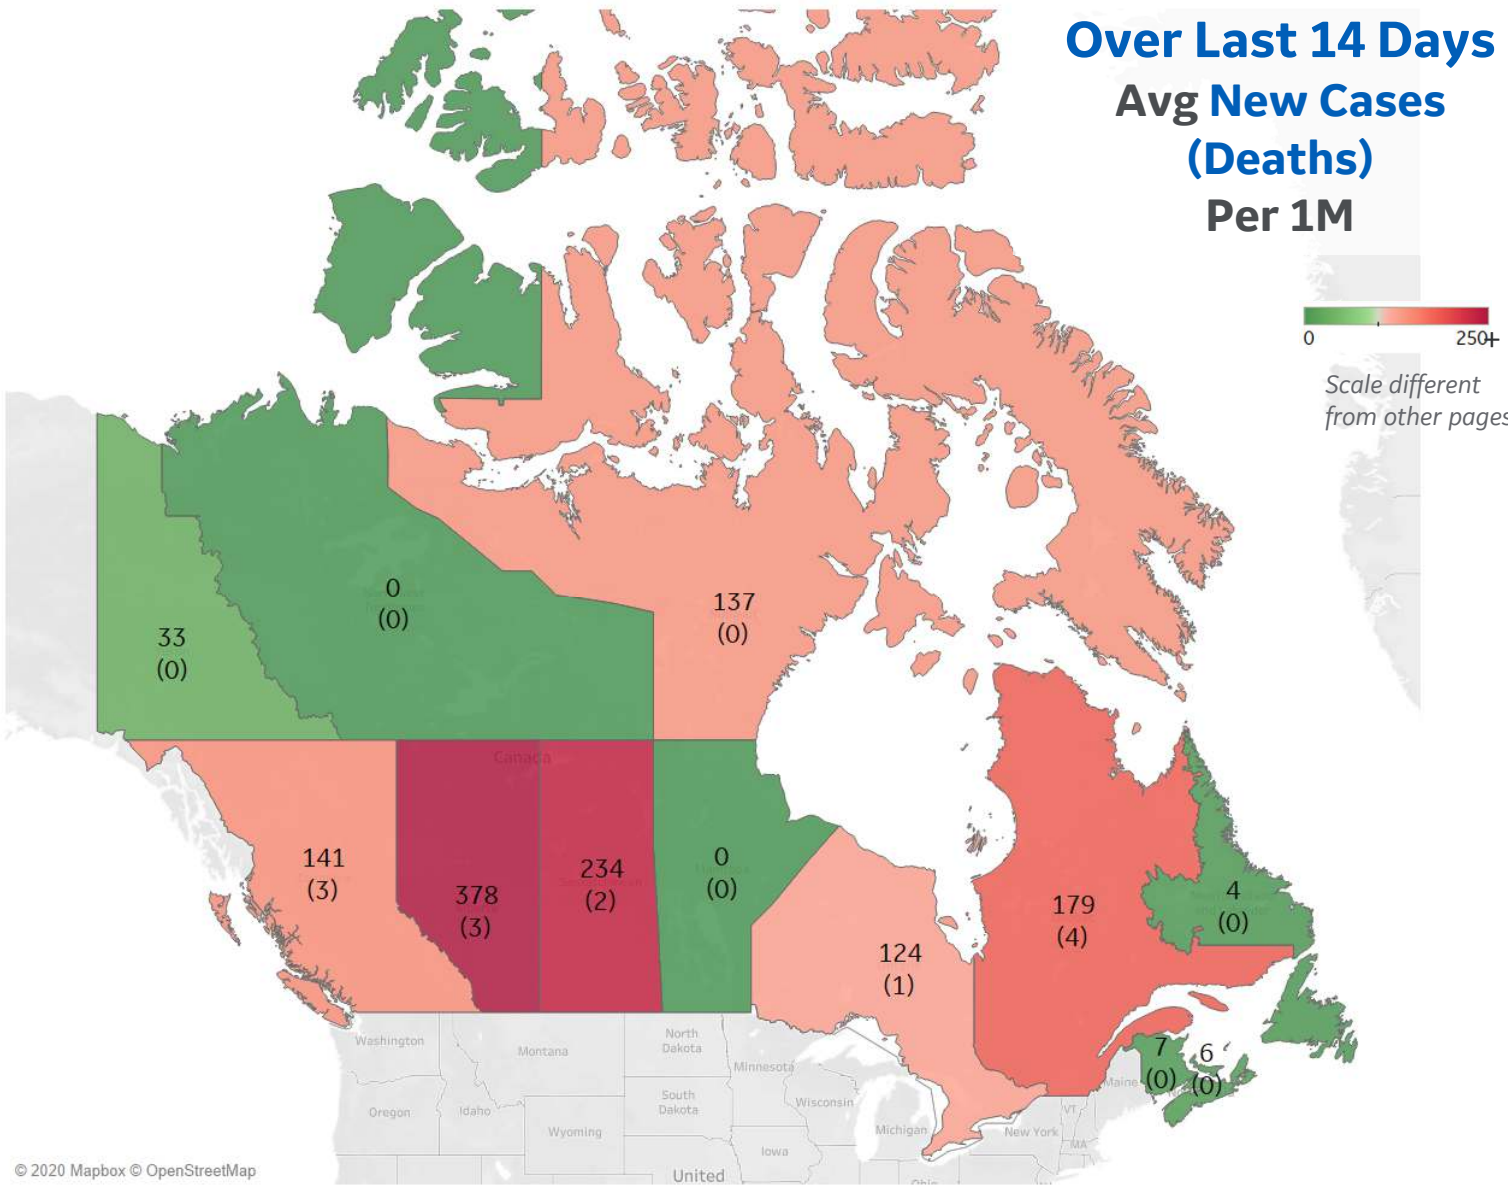 Over Last 14 Days
Avg New Cases
(Deaths)
Per 1M
0
250+
Scale different
from other pages
0
(0)
137
(0)
33
(0)
Canada
141
(3)
378
(3)
234
(2)
0
(0)
124
(1)
179
(4)
4
(0)
7
(0)
6
(0)
Washington
Montana
North
Dakota
Minnesota
South
Dakota
Oregon
Idaho
Wyoming
Wisconsin
Michigan
Iowa
New York
VT
MA
Maine
United
Ohio
© 2020 Mapbox © OpenStreetMap